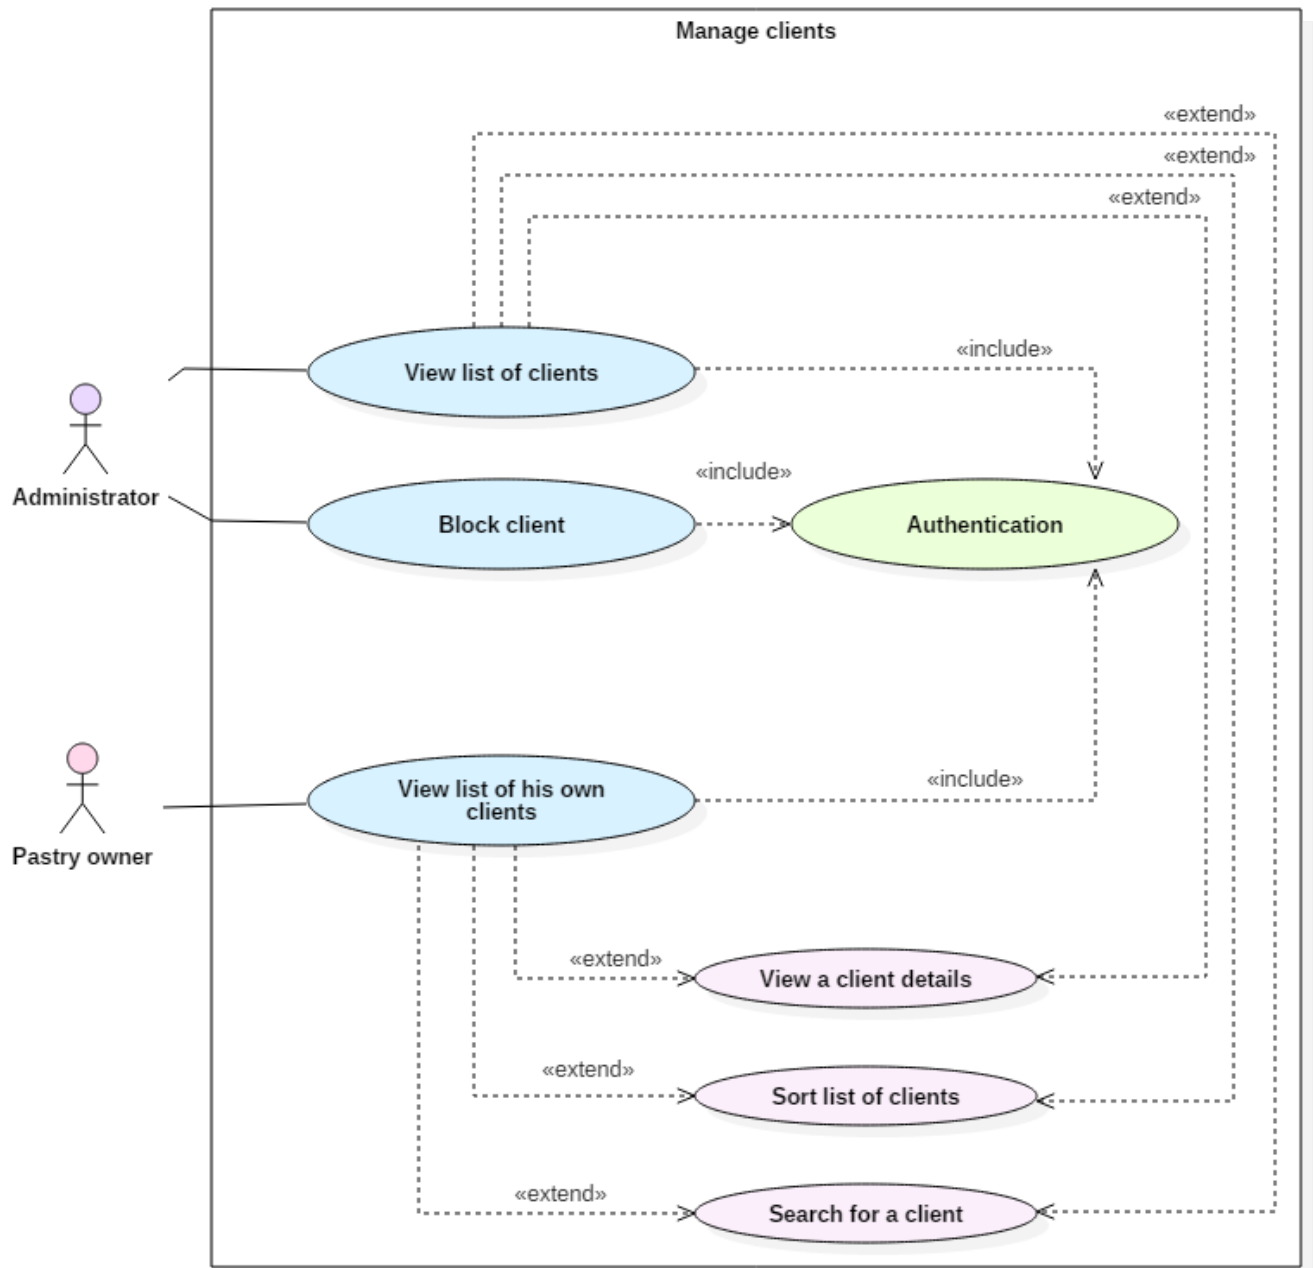 Manage clients
«extend»
«extend»
«extend»
«include»
View list of clients
«include»
Administrator
Block client
Authentication
«include»
View list of his own
clients
Pastry owner
«extend»
View a client details
«extend»
Sort list of clients
«extend»
Search for a client